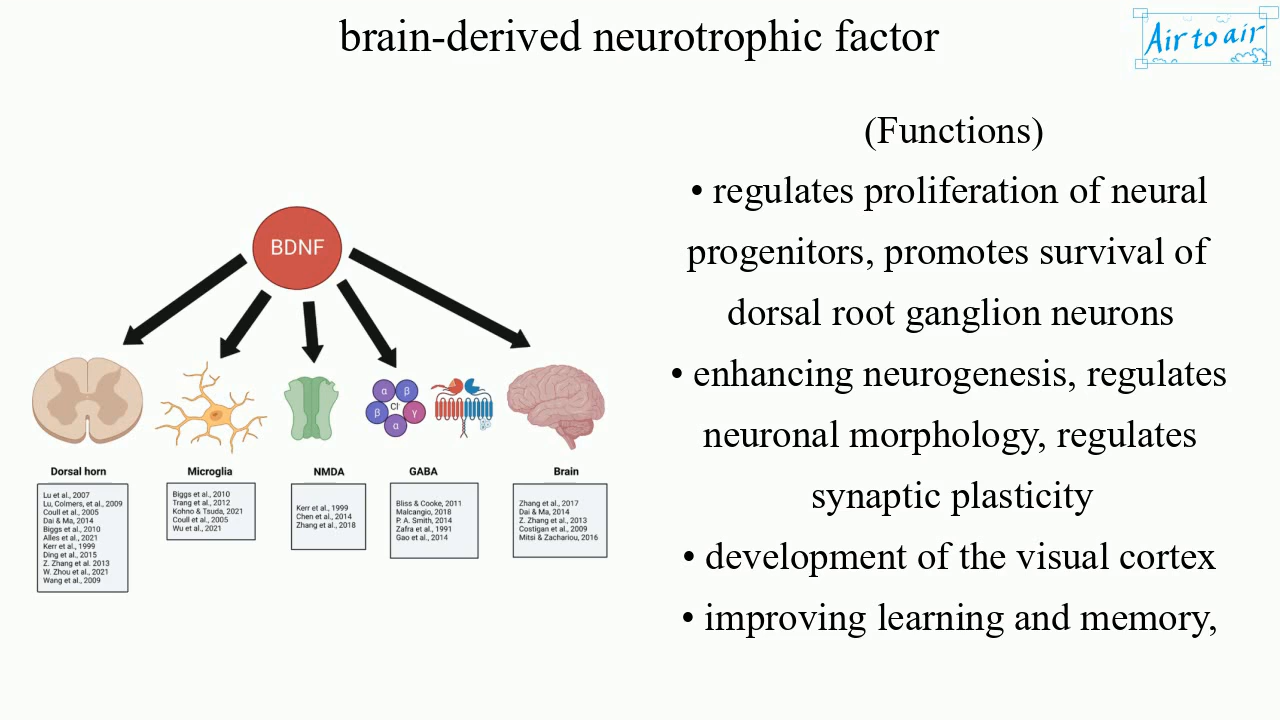 brain-derived neurotrophic factor
Air to air
(Functions)
• regulates proliferation of neural
progenitors, promotes survival of
dorsal root ganglion neurons
• enhancing neurogenesis, regulates
neuronal morphology, regulates
synaptic plasticity
• development of the visual cortex
• improving learning and memory,
BDNF
α
β
β
Cl-
γ
α
Dorsal horn
Lu et al., 2007
Lu, Colmers, et al., 2009
Coull et al., 2005
Dai & Ma, 2014
Biggs et al., 2010
Alles et al., 2021
Kerr et al., 1999
Ding et al., 2015
Z. Zhang et al. 2013
W. Zhou et al., 2021
Wang et al., 2009
Microglia
Biggs et al., 2010
Trang et al., 2012
Kohno & Tsuda, 2021
Coull et al., 2005
Wu et al., 2021
NMDA
Kerr et al., 1999
Chen et al., 2014
Zhang et al., 2018
GABA
Bliss & Cooke, 2011
Malcangio, 2018
P. A. Smith, 2014
Zafra et al., 1991
Gao et al., 2014
Brain
Zhang et al., 2017
Dai & Ma, 2014
Z. Zhang et al., 2013
Costigan et al., 2009
Mitsi & Zachariou, 2016